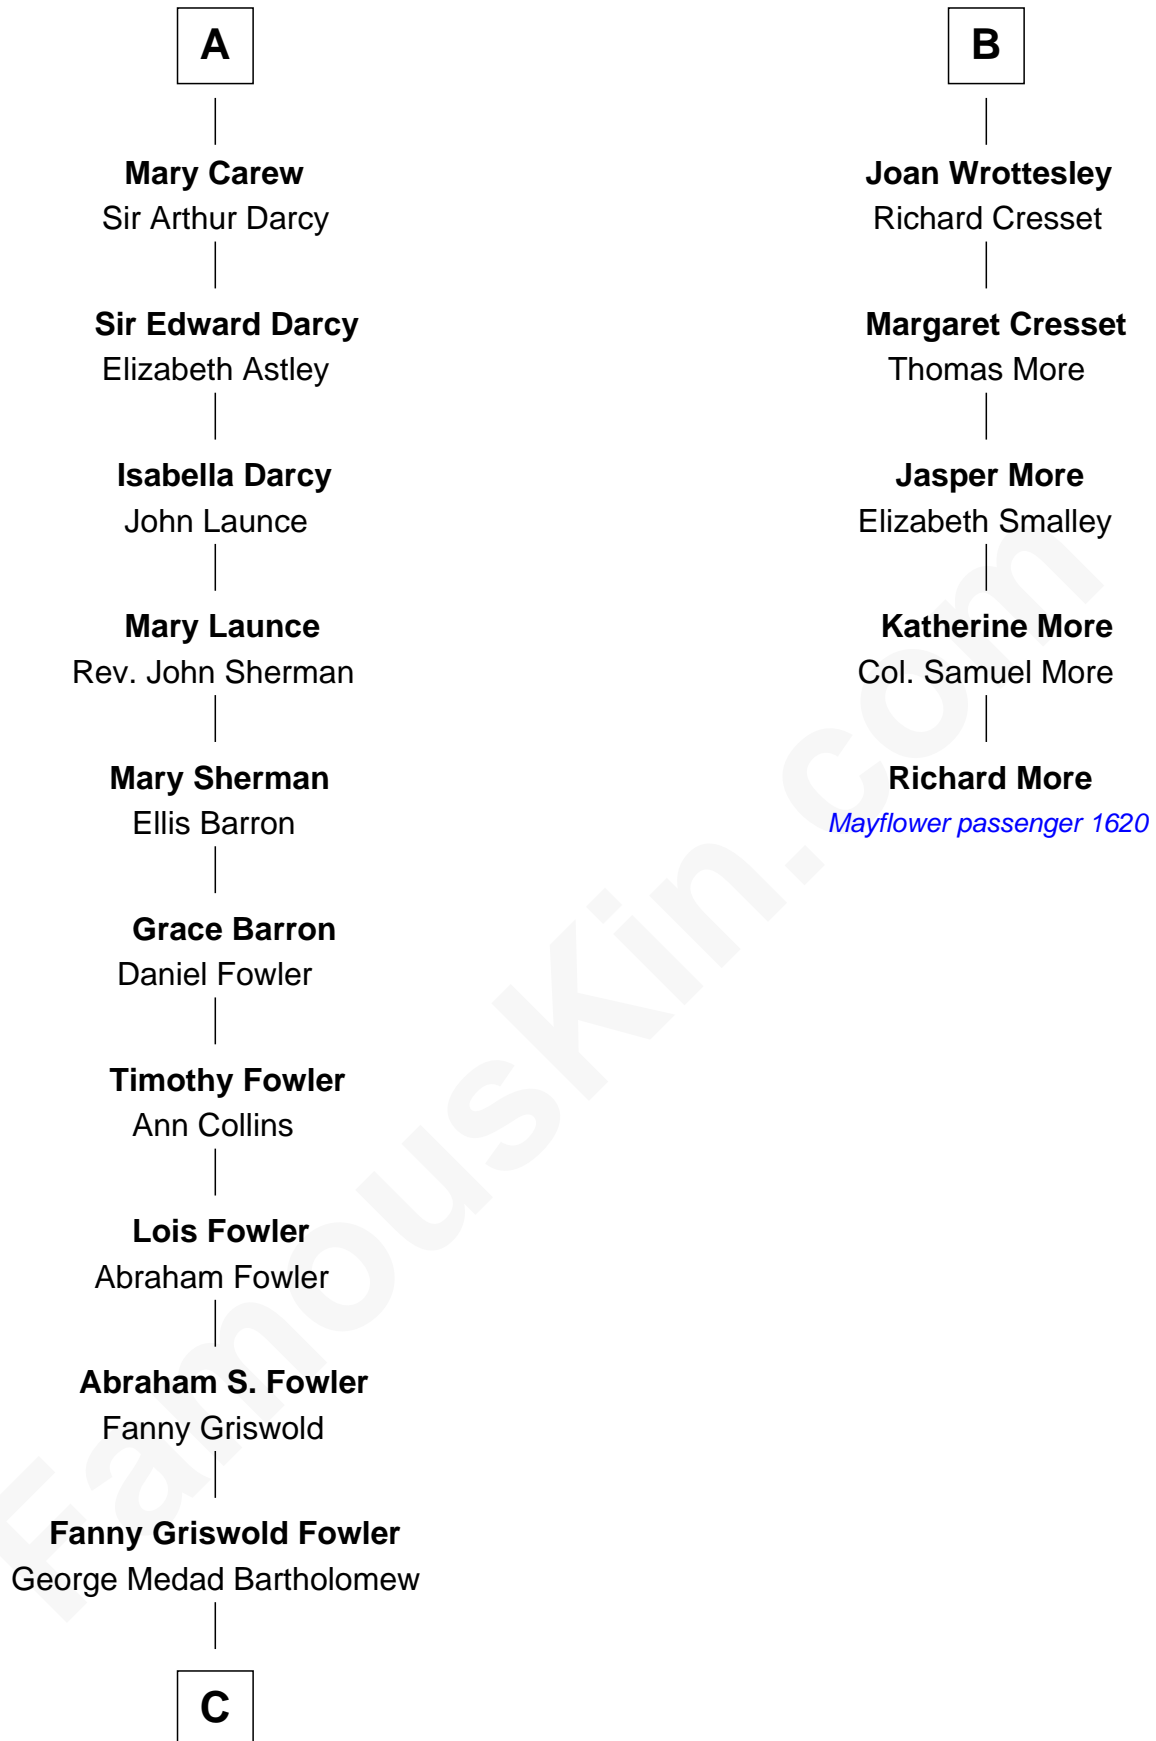 A
Mary Carew
Sir Arthur Darcy
Sir Edward Darcy
Elizabeth Astley
Isabella Darcy
John Launce
Mary Launce
Rev. John Sherman
Mary Sherman
Ellis Barron
Grace Barron
Daniel Fowler
Timothy Fowler
Ann Collins
Lois Fowler
Abraham Fowler
Abraham S. Fowler
Fanny Griswold
Fanny Griswold Fowler
George Medad Bartholomew
C
B
Joan Wrottesley
Richard Cresset
Margaret Cresset
Thomas More
Jasper More
Elizabeth Smalley
Katherine More
Col. Samuel More
Richard More
Mayflower passenger 1620
FamousKin.com